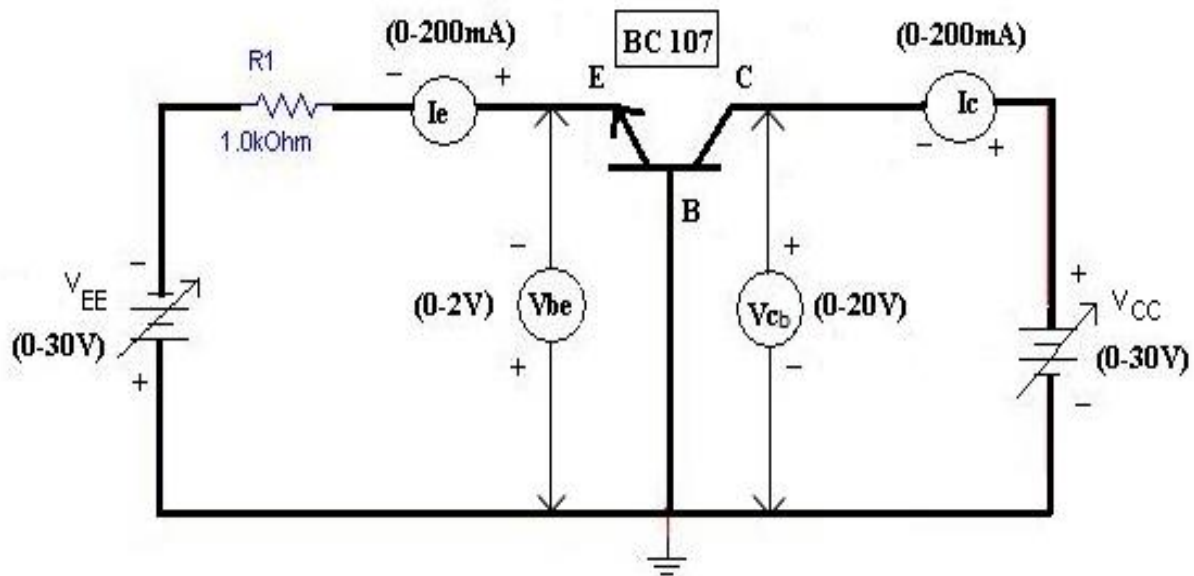 (0-200mA)
BC 107
(0-200mA)
R1
E
C
− +
Ie
Ic
1.0kOhm
− +
B
−
+
−
+
V EE
Vbe
Vcb
V CC
(0-30V)
(0-2V)
(0-20V)
(0-30V)
+
+
−
−